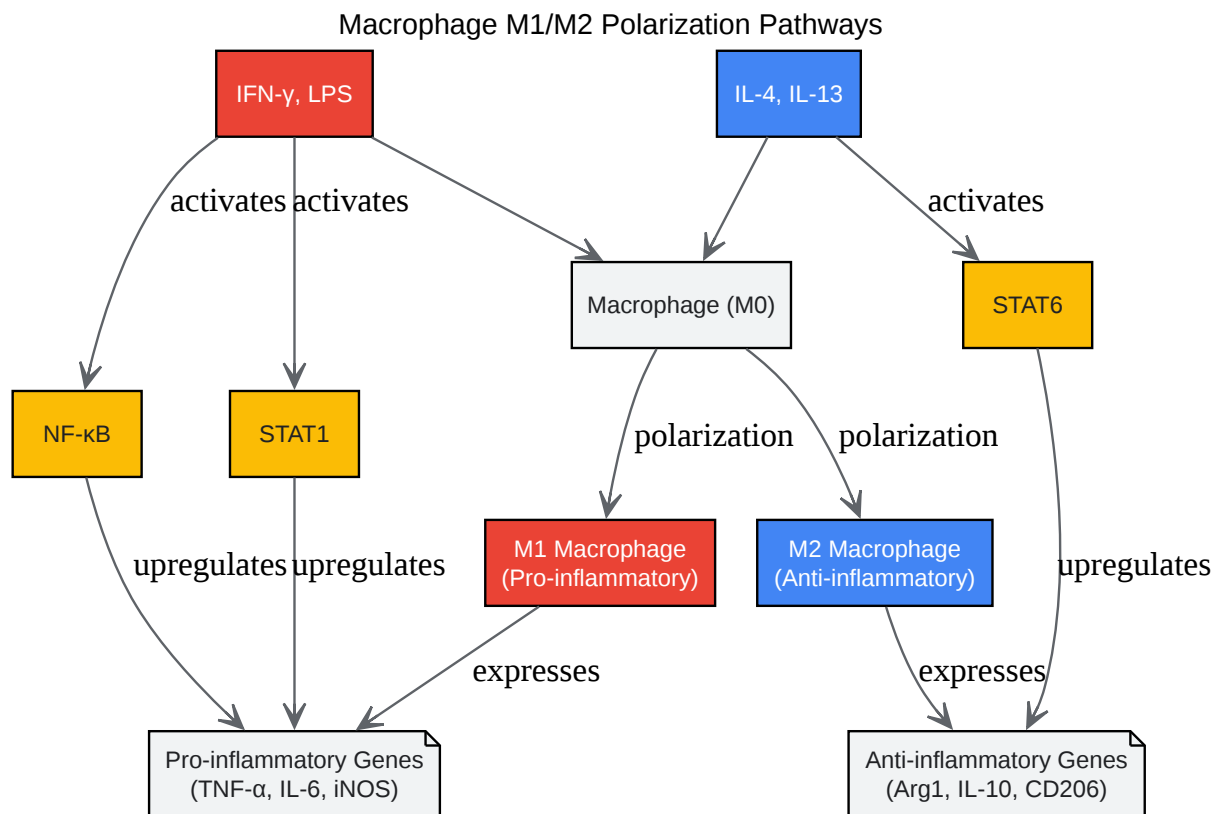 Macrophage M1/M2 Polarization Pathways
IFN-γ, LPS
IL-4, IL-13
activates
activates
activates
Macrophage (M0)
STAT6
NF-κB
STAT1
polarization
polarization
M1 Macrophage
(Pro-inflammatory)
M2 Macrophage
(Anti-inflammatory)
upregulates
upregulates
upregulates
expresses
expresses
Pro-inflammatory Genes
(TNF-α, IL-6, iNOS)
Anti-inflammatory Genes
(Arg1, IL-10, CD206)